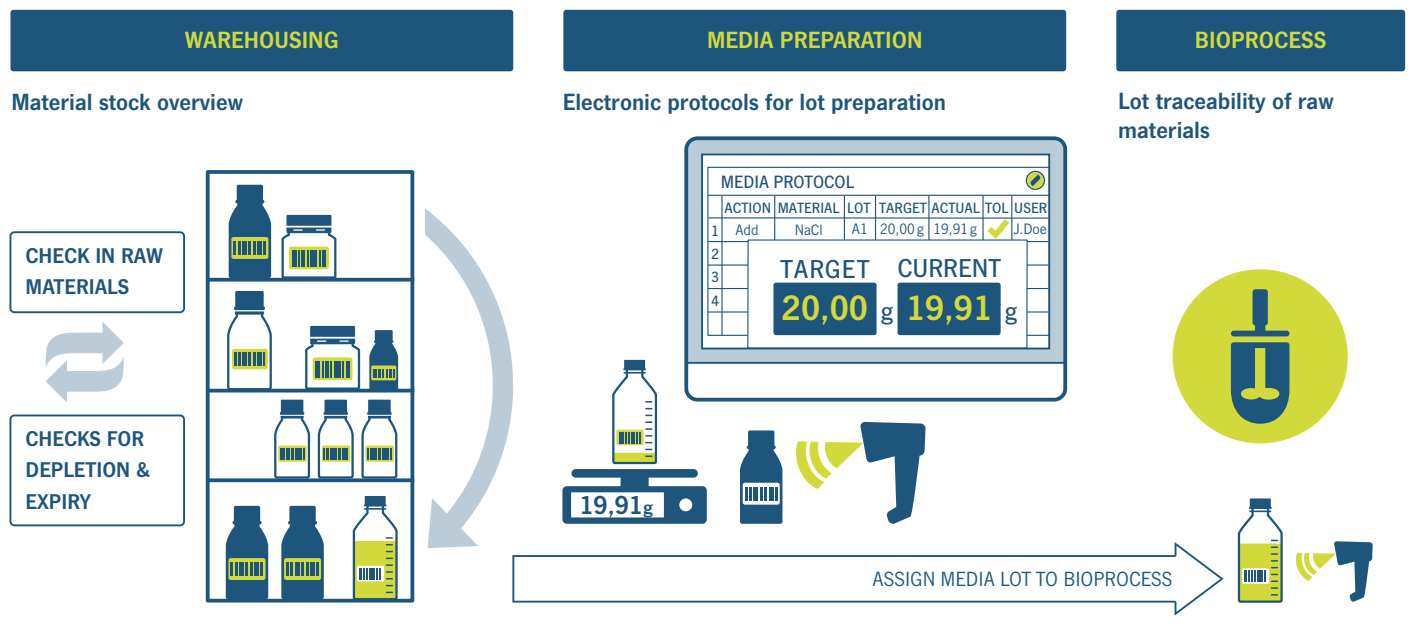 WAREHOUSING
Material stock overview
CHECK IN RAW
MATERIALS
CHECKS FOR
DEPLETION &
EXPIRY
MEDIA PREPARATION
Electronic protocols for lot preparation
MEDIA PROTOCOL
ACTION MATERIAL LOT TARGET ACTUAL TOL USER
1 Add NaCl A1 20,00 g 19,91 g J.Doe
2
3
4
TARGET CURRENT
20,00 g 19,91 g
19,91g
BIOPROCESS
Lot traceability of raw
materials
ASSIGN MEDIA LOT TO BIOPROCESS